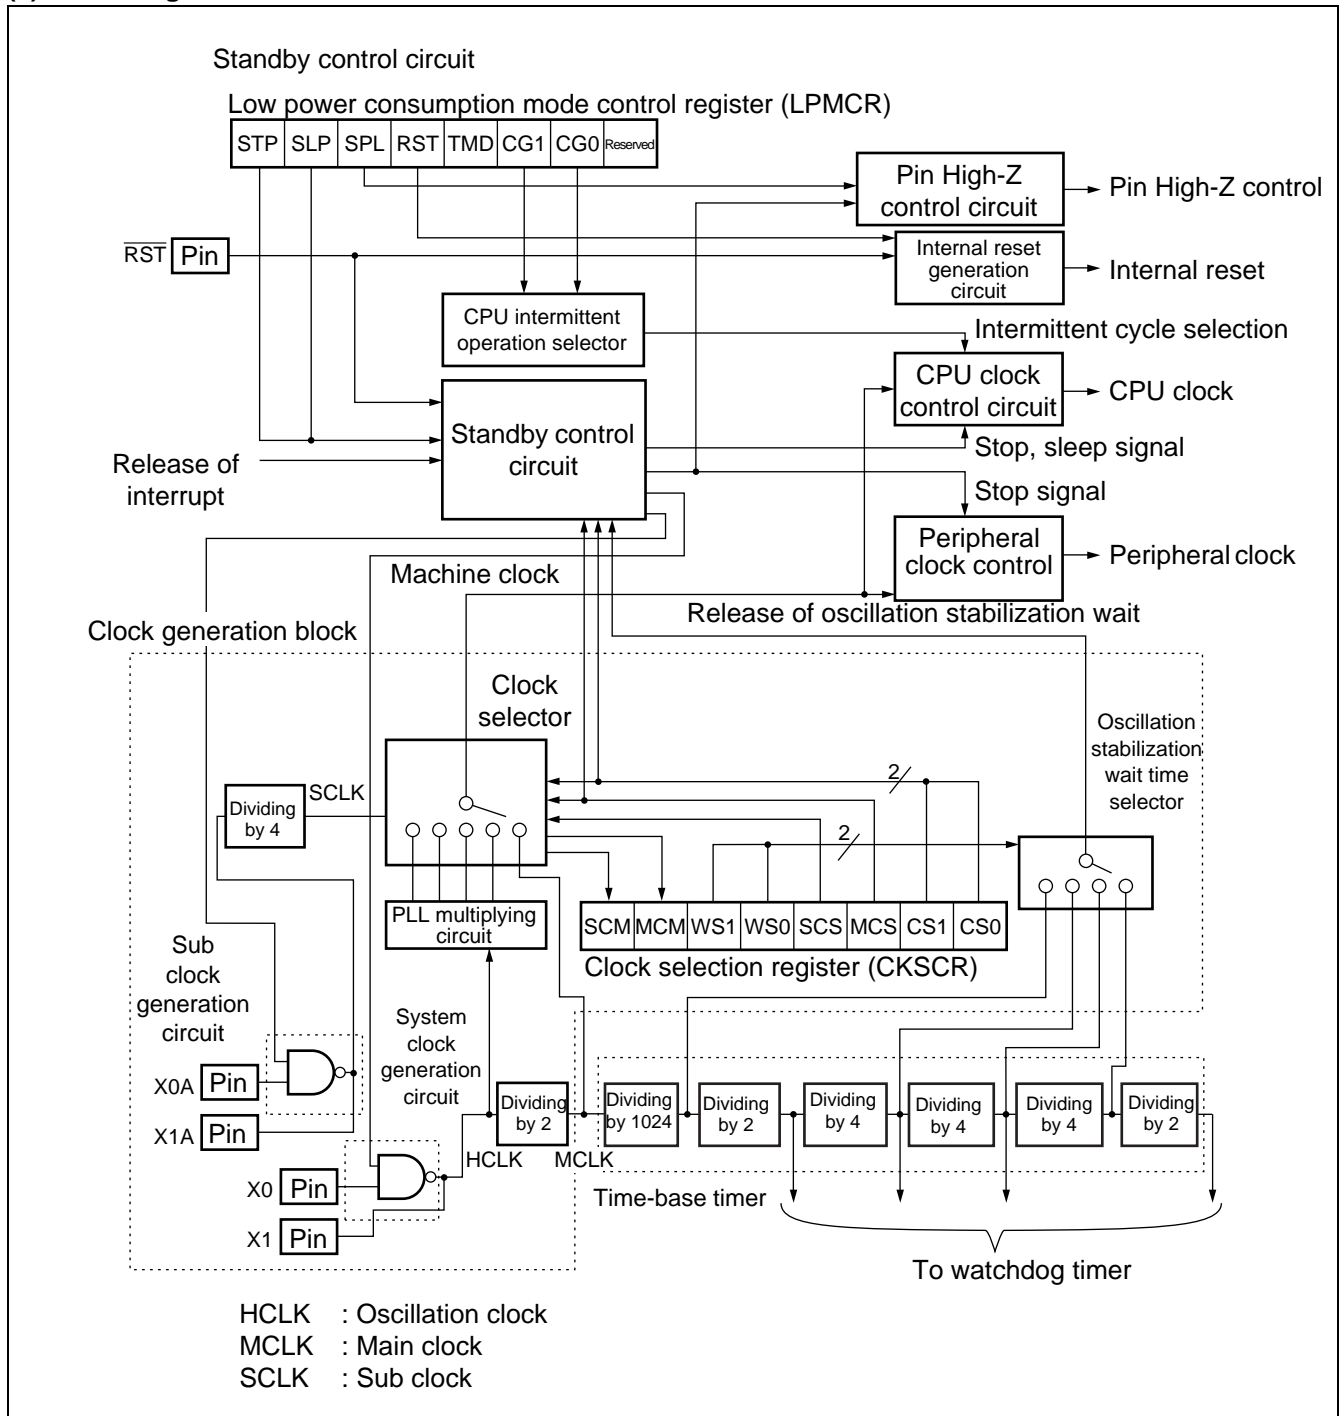 Standby control circuit
Low power consumption mode control register (LPMCR)
STP SLP SPL RST TMD CG1 CG0 Reserved
Pin High-Z
control circuit
Pin High-Z control
RST Pin
Internal reset
generation
circuit
Internal reset
CPU intermittent
operation selector
Intermittent cycle selection
CPU clock
control circuit
CPU clock
Standby control
circuit
Stop, sleep signal
Release of
interrupt
Stop signal
Peripheral
clock control
Peripheral clock
Machine clock
Release of oscillation stabilization wait
Clock generation block
Clock
selector
Oscillation
stabilization
wait time
selector
2
SCLK
Dividing
by 4
2
PLL multiplying
circuit
SCM MCM WS1 WS0 SCS MCS CS1 CS0
Clock selection register (CKSCR)
Sub
clock
generation
circuit
System
clock
generation
circuit
X0A Pin
X1A Pin
Dividing
by 2
Dividing
by 1024
Dividing
by 2
Dividing
by 4
Dividing
by 4
Dividing
by 4
Dividing
by 2
HCLK
MCLK
X0 Pin
X1 Pin
Time-base timer
To watchdog timer
HCLK : Oscillation clock
MCLK : Main clock
SCLK : Sub clock